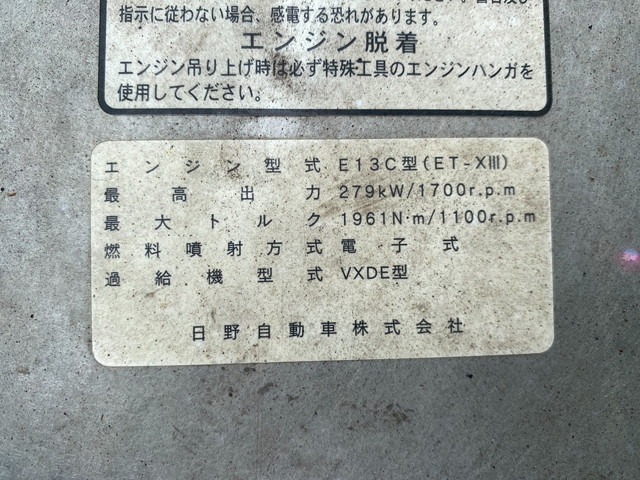 指示に従わない場合、感電する恐れがあります。
エンジン脱着
エンジン吊り上げ時は必ず特殊工具のエンジンハンガを
使用してください。
エンジン型式 E13C型(ET-XIII)
最高出力 279kW/1700r.p.m
最大トルク 1961N·m/1100r.p.m
燃料噴射方式 電子式
過給機型式 VXDE型
日野自動車株式会社